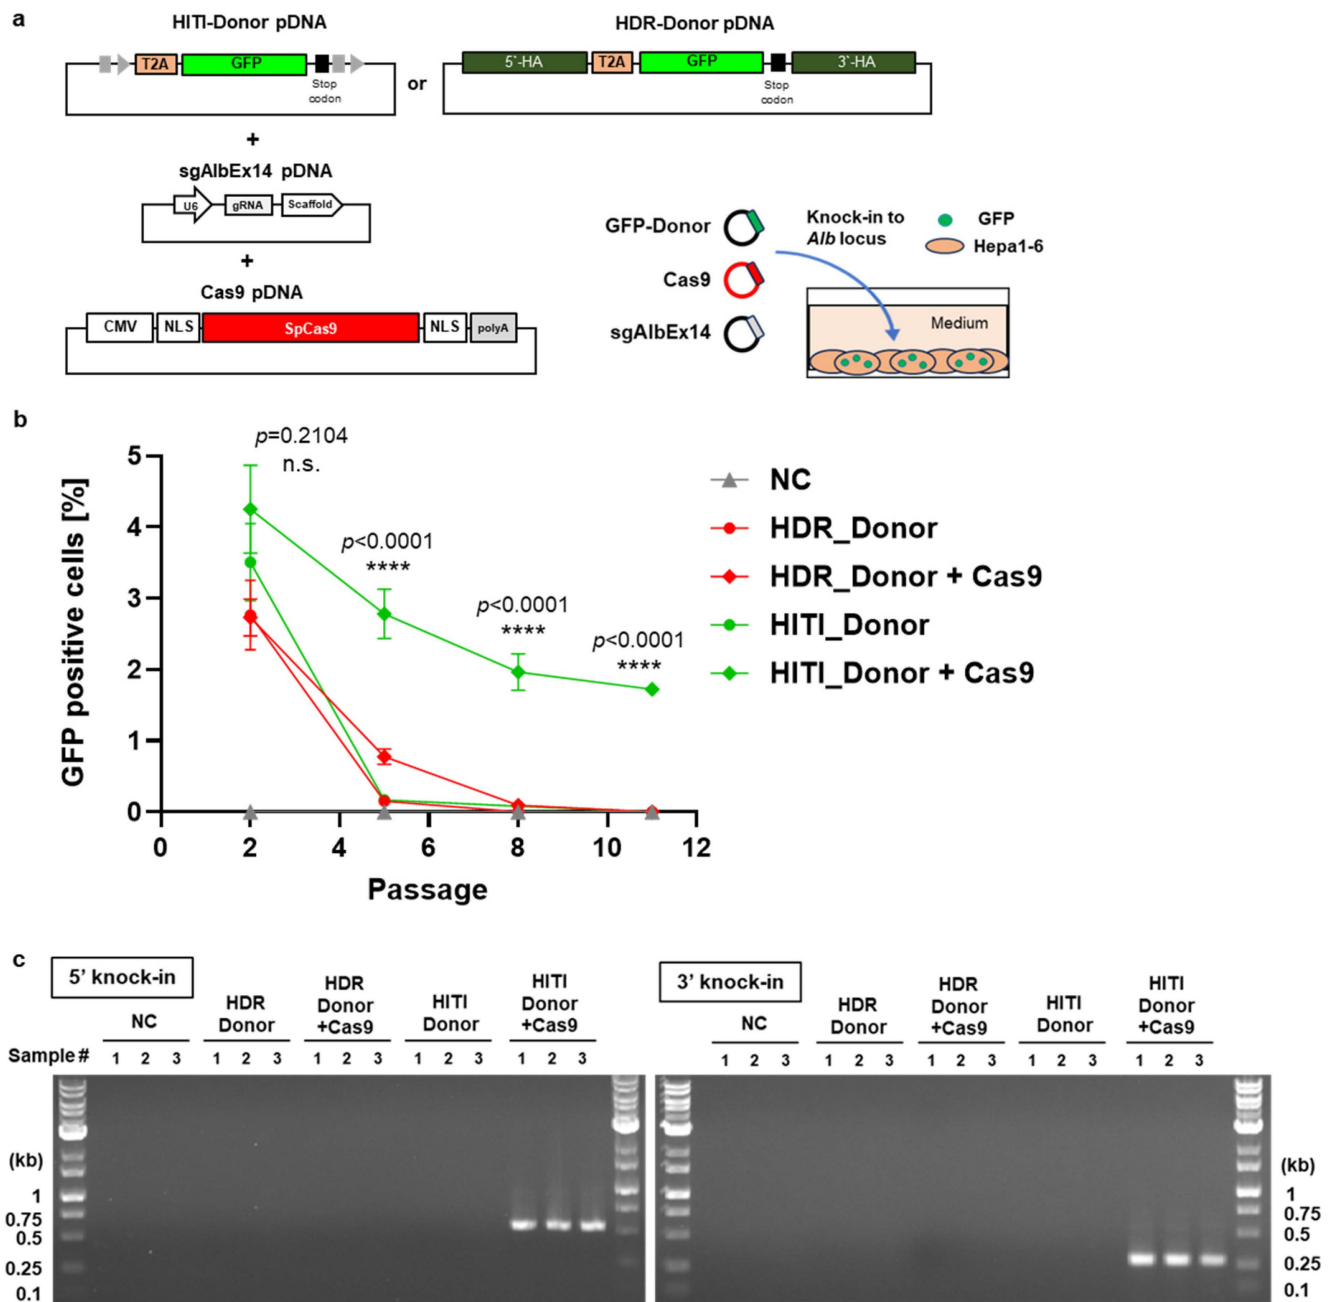 a
HITI-Donor pDNA
HDR-Donor pDNA
T2A
GFP
Stop
codon
or
5`-HA
T2A
GFP
3`-HA
Stop
codon
+
sgAlbEx14 pDNA
U6
gRNA
Scaffold
+
Cas9 pDNA
CMV
NLS
SpCas9
NLS
polyA
GFP-Donor
Cas9
sgAlbEx14
Knock-in to
Alb locus
GFP
Hepa1-6
Medium
b
GFP positive cells [%]
5
4
3
2
1
0
p=0.2104
n.s.
p<0.0001
****
p<0.0001
****
p<0.0001
****
0 2 4 6 8 10 12
Passage
NC
HDR_Donor
HDR_Donor + Cas9
HITI_Donor
HITI_Donor + Cas9
c
5' knock-in
NC
HDR
Donor
HDR
Donor
+Cas9
HITI
Donor
HITI
Donor
+Cas9
Sample # 1 2 3 1 2 3 1 2 3 1 2 3 1 2 3
(kb)
1
0.75
0.5
0.25
0.1
3' knock-in
NC
HDR
Donor
HDR
Donor
+Cas9
HITI
Donor
HITI
Donor
+Cas9
1 2 3 1 2 3 1 2 3 1 2 3 1 2 3
(kb)
1
0.75
0.5
0.25
0.1